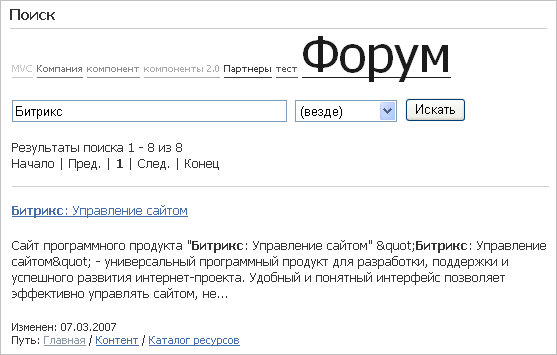 Поиск
MVC Компания компонент компоненты 2.0 Партнеры тест Форум
Битрикс (везде) Искать
Результаты поиска 1 - 8 из 8
Начало | Пред. | 1 | След. | Конец
Битрикс: Управление сайтом
Сайт программного продукта "Битрикс: Управление сайтом" &quot;Битрикс: Управление
сайтом&quot; - универсальный программный продукт для разработки, поддержки и
успешного развития интернет-проекта. Удобный и понятный интерфейс позволяет
эффективно управлять сайтом, не...
Изменен: 07.03.2007
Путь: Главная / Контент / Каталог ресурсов